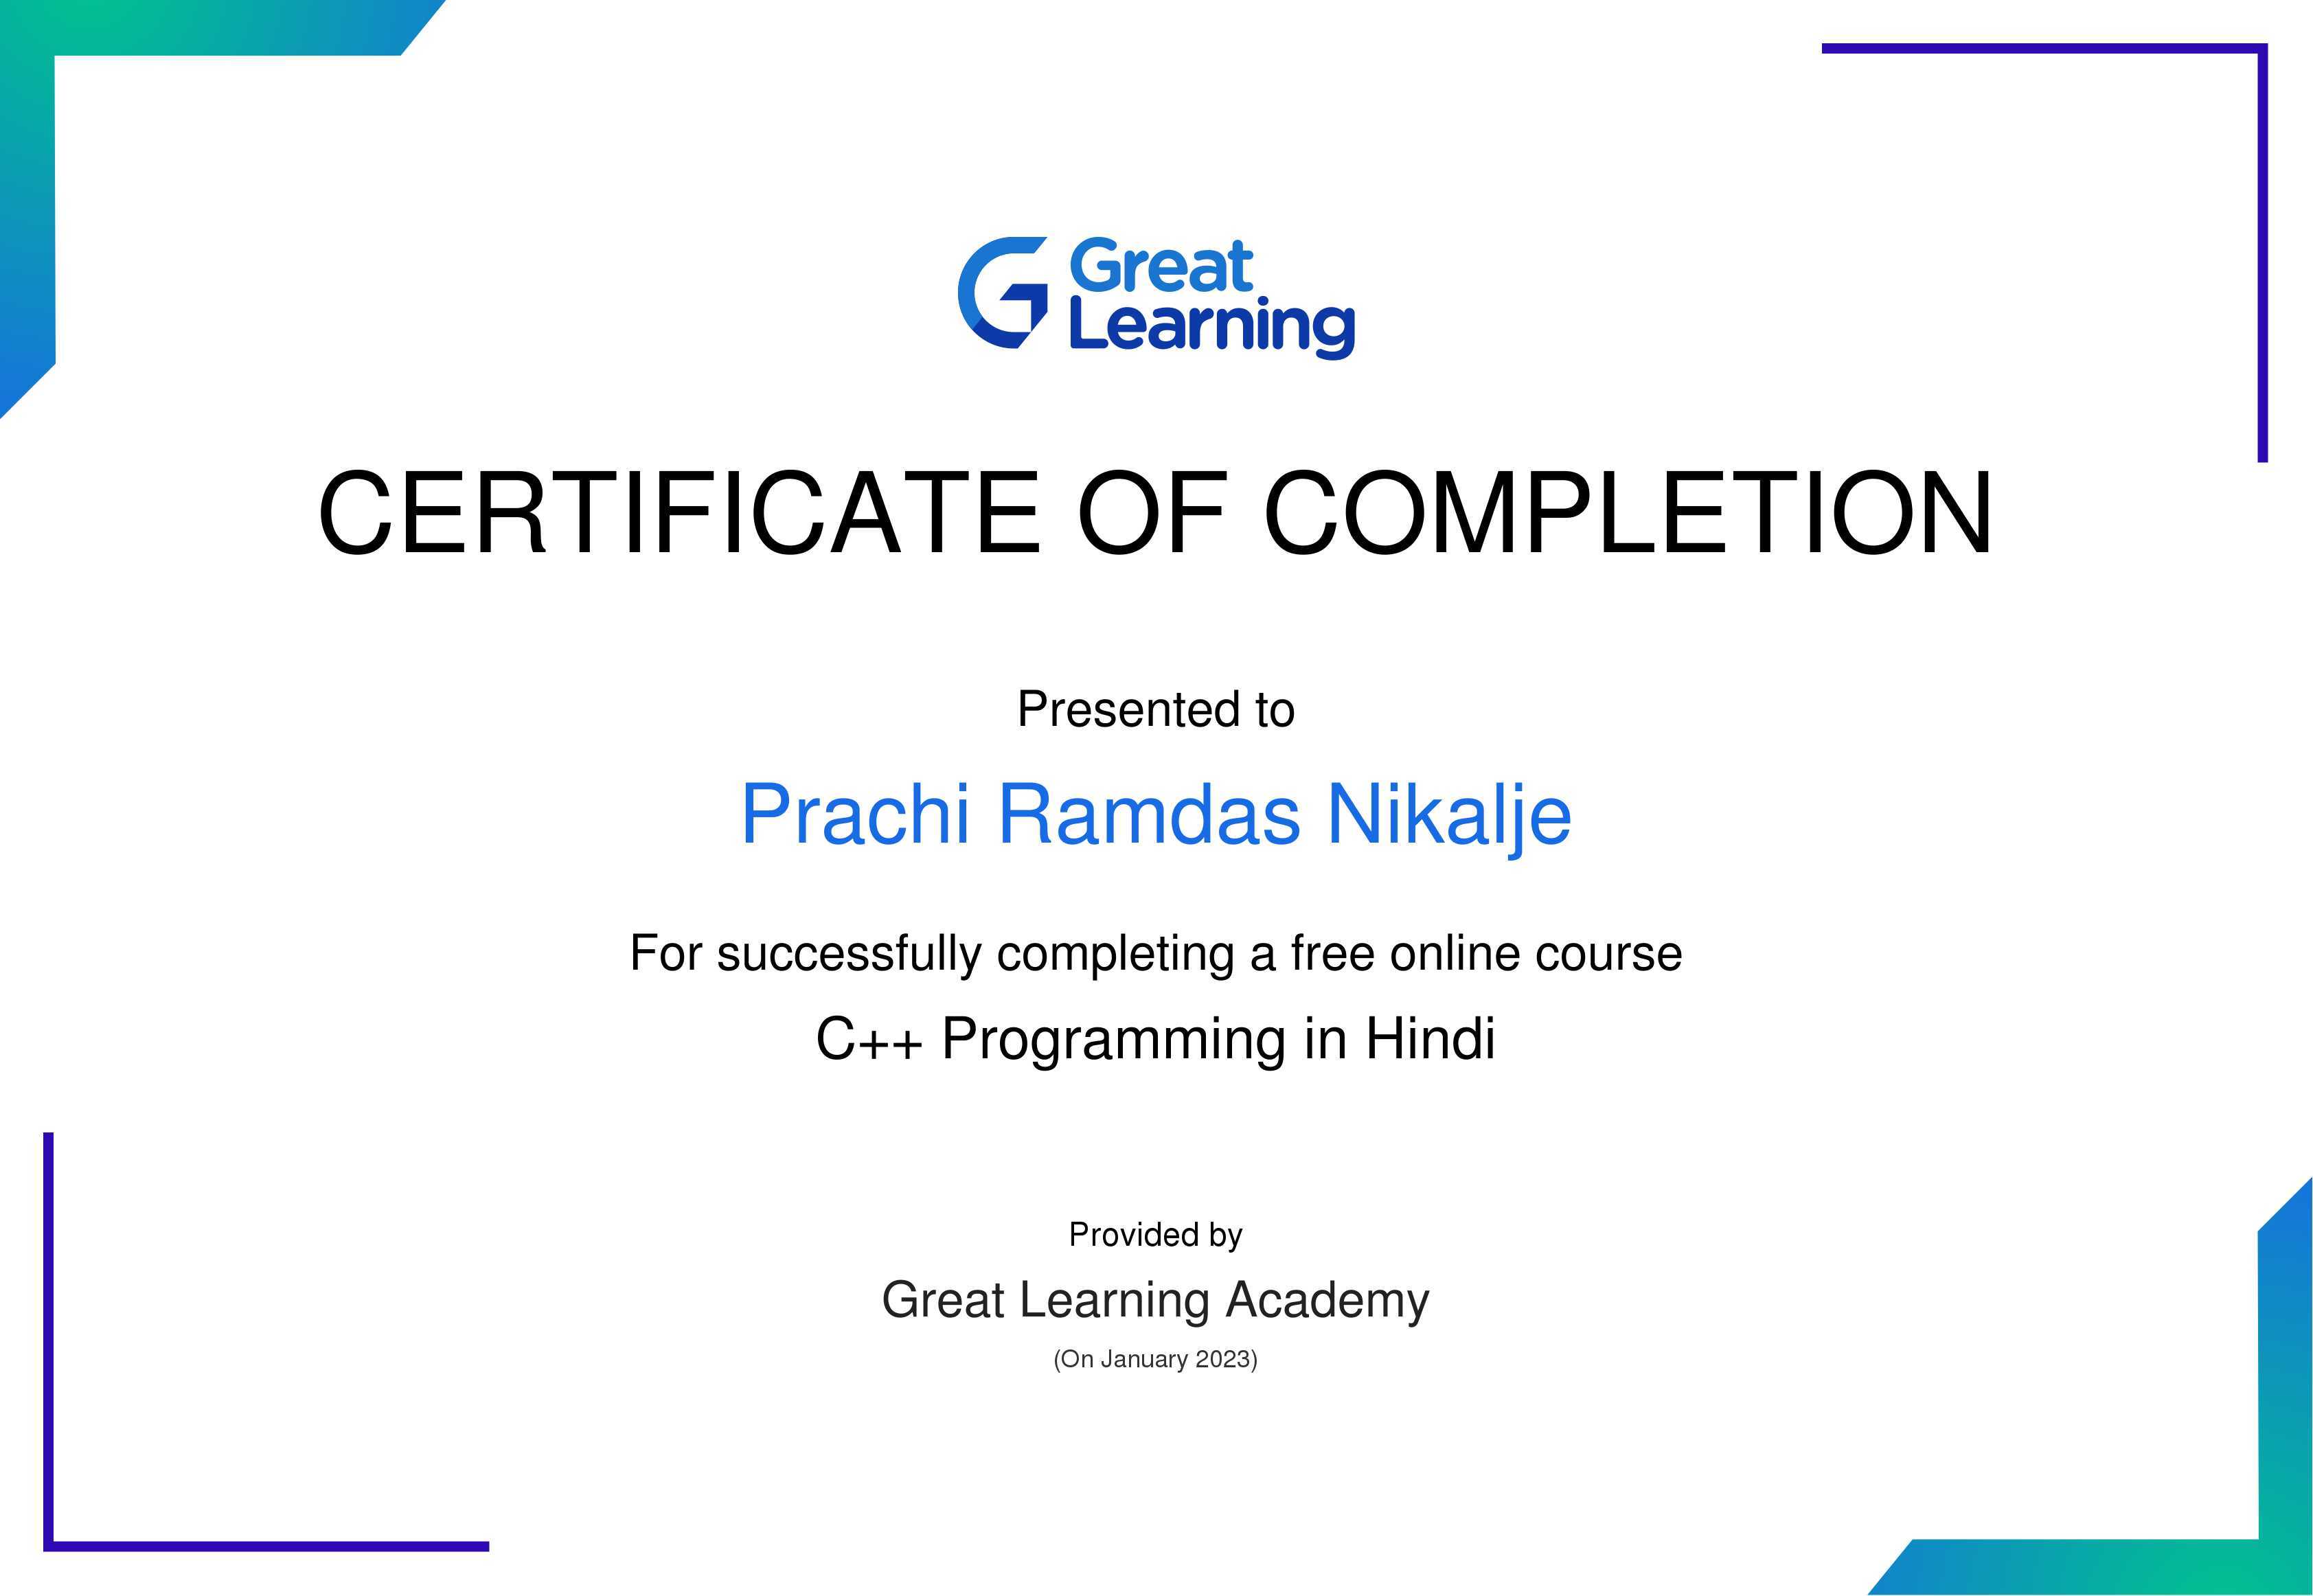 Great
Learning
CERTIFICATE OF COMPLETION
Presented to
Prachi Ramdas Nikalje
For successfully completing a free online course
C++ Programming in Hindi
Provided by
Great Learning Academy
(On January 2023)